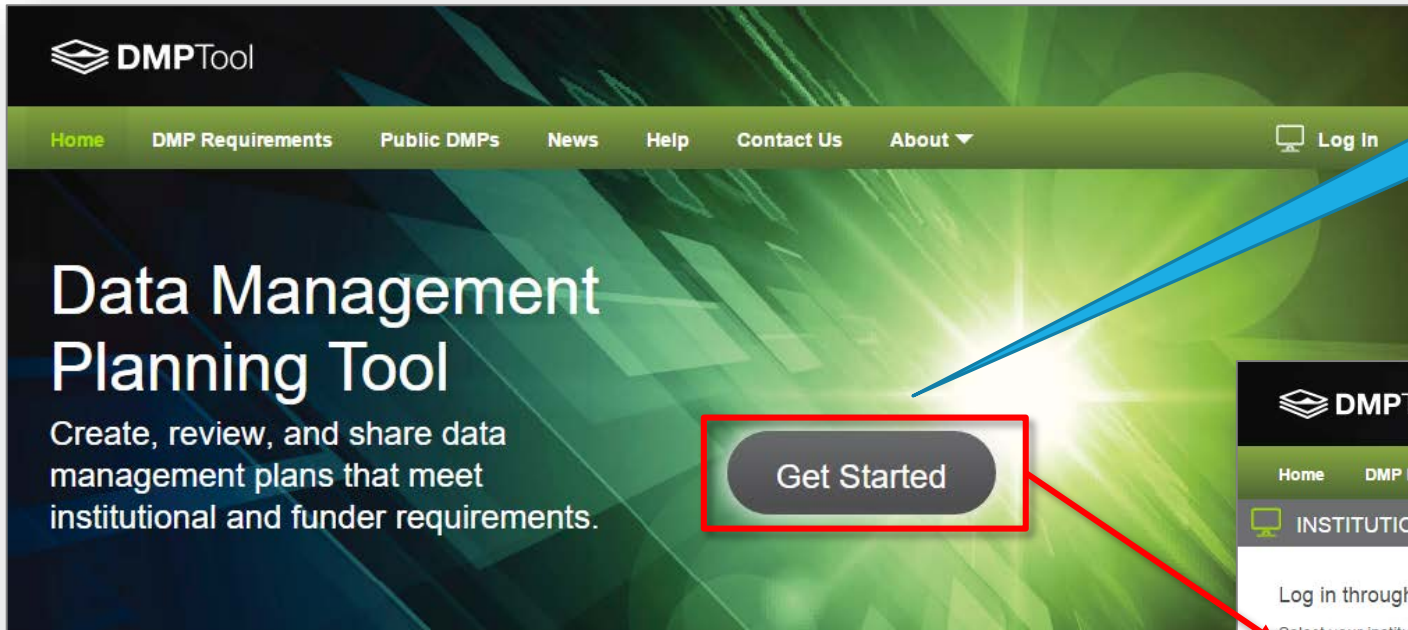 DMPTool
Home DMP Requirements Public DMPs News Help Contact Us About Log In
Data Management
Planning Tool
Create, review, and share data
management plans that meet
institutional and funder requirements.
Get Started
DMP
Home DMP
Log in through